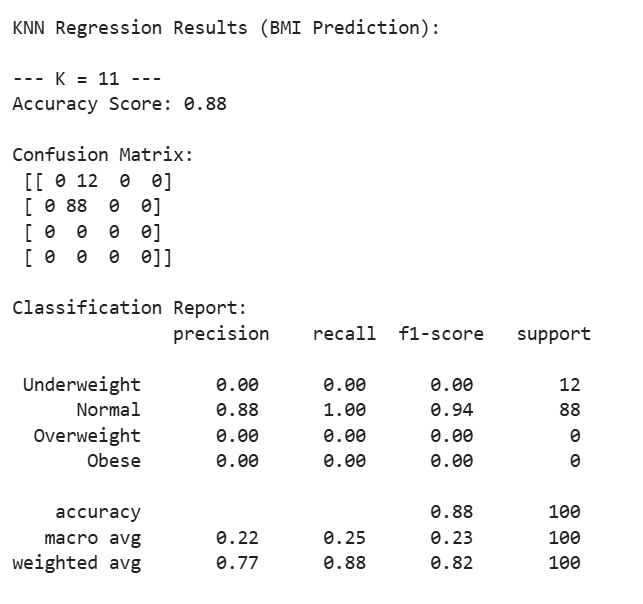 KNN Regression Results (BMI Prediction):
--- K = 11 ---
Accuracy Score: 0.88
Confusion Matrix:
[[ 0 12  0  0]
[ 0 88  0  0]
[ 0  0  0  0]
[ 0  0  0  0]]
Classification Report:
precision    recall  f1-score   support
Underweight       0.00      0.00      0.00        12
Normal       0.88      1.00      0.94        88
Overweight       0.00      0.00      0.00         0
Obese       0.00      0.00      0.00         0
accuracy                           0.88       100
macro avg       0.22      0.25      0.23       100
weighted avg       0.77      0.88      0.82       100